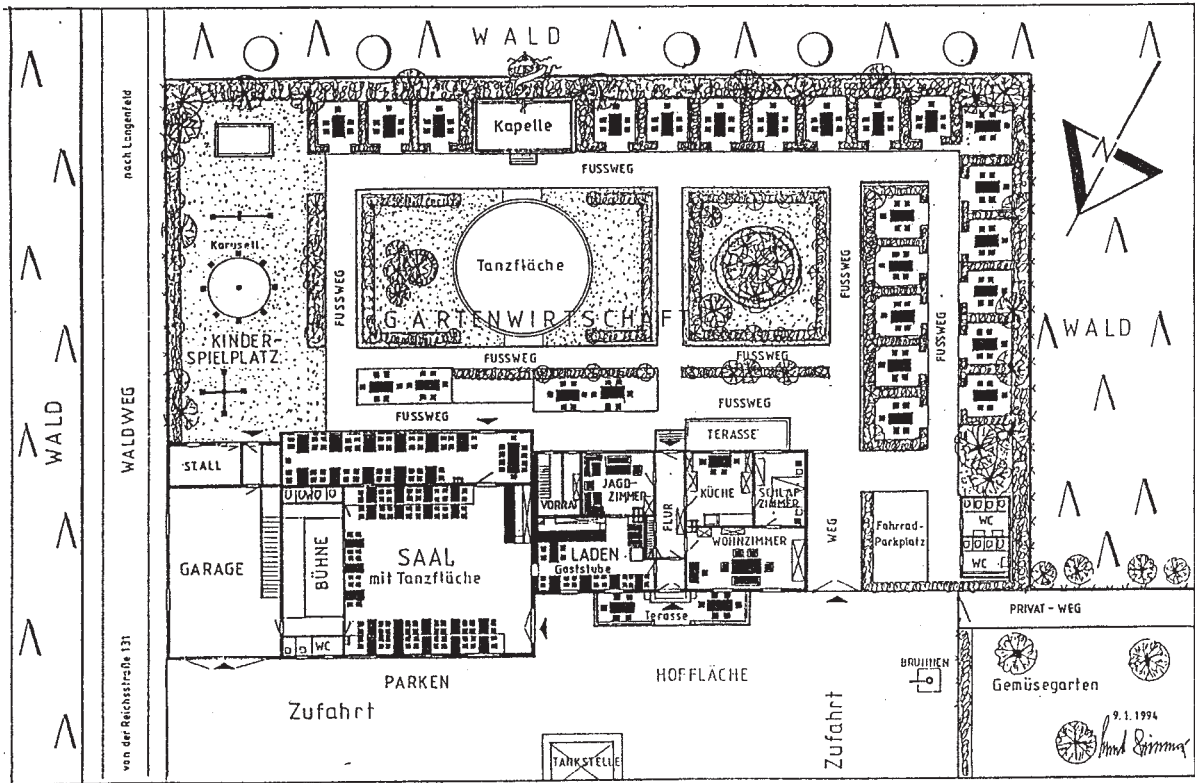 WALD
nach Langenfeld
Kapelle
FUSSWEG
N
Karusell
Tanzfläche
FUSSWEG
FUSSWEG
FUSSWEG
GARTENWIRTSCHAFT
WALD
KINDER-
SPIELPLATZ
FUSSWEG
FUSSWEG
WALD
WALDWEG
FUSSWEG
FUSSWEG
TERASSE
STALL
VORRAT
JAGD-
ZIMMER
FLUR
KÜCHE
SCHLAF
ZIMMER
WEG
Fahrrad-
Parkplatz
WC
WC
GARAGE
BÜHNE
SAAL
mit Tanzfläche
LADEN
Gaststube
WOHNZIMMER
Terasse
PRIVAT-WEG
WC
von der Reichsstraße 131
PARKEN
HOFFLÄCHE
BRUNNEN
Gemüsegarten
Zufahrt
Zufahrt
9.1.1994
TANKSTELLE